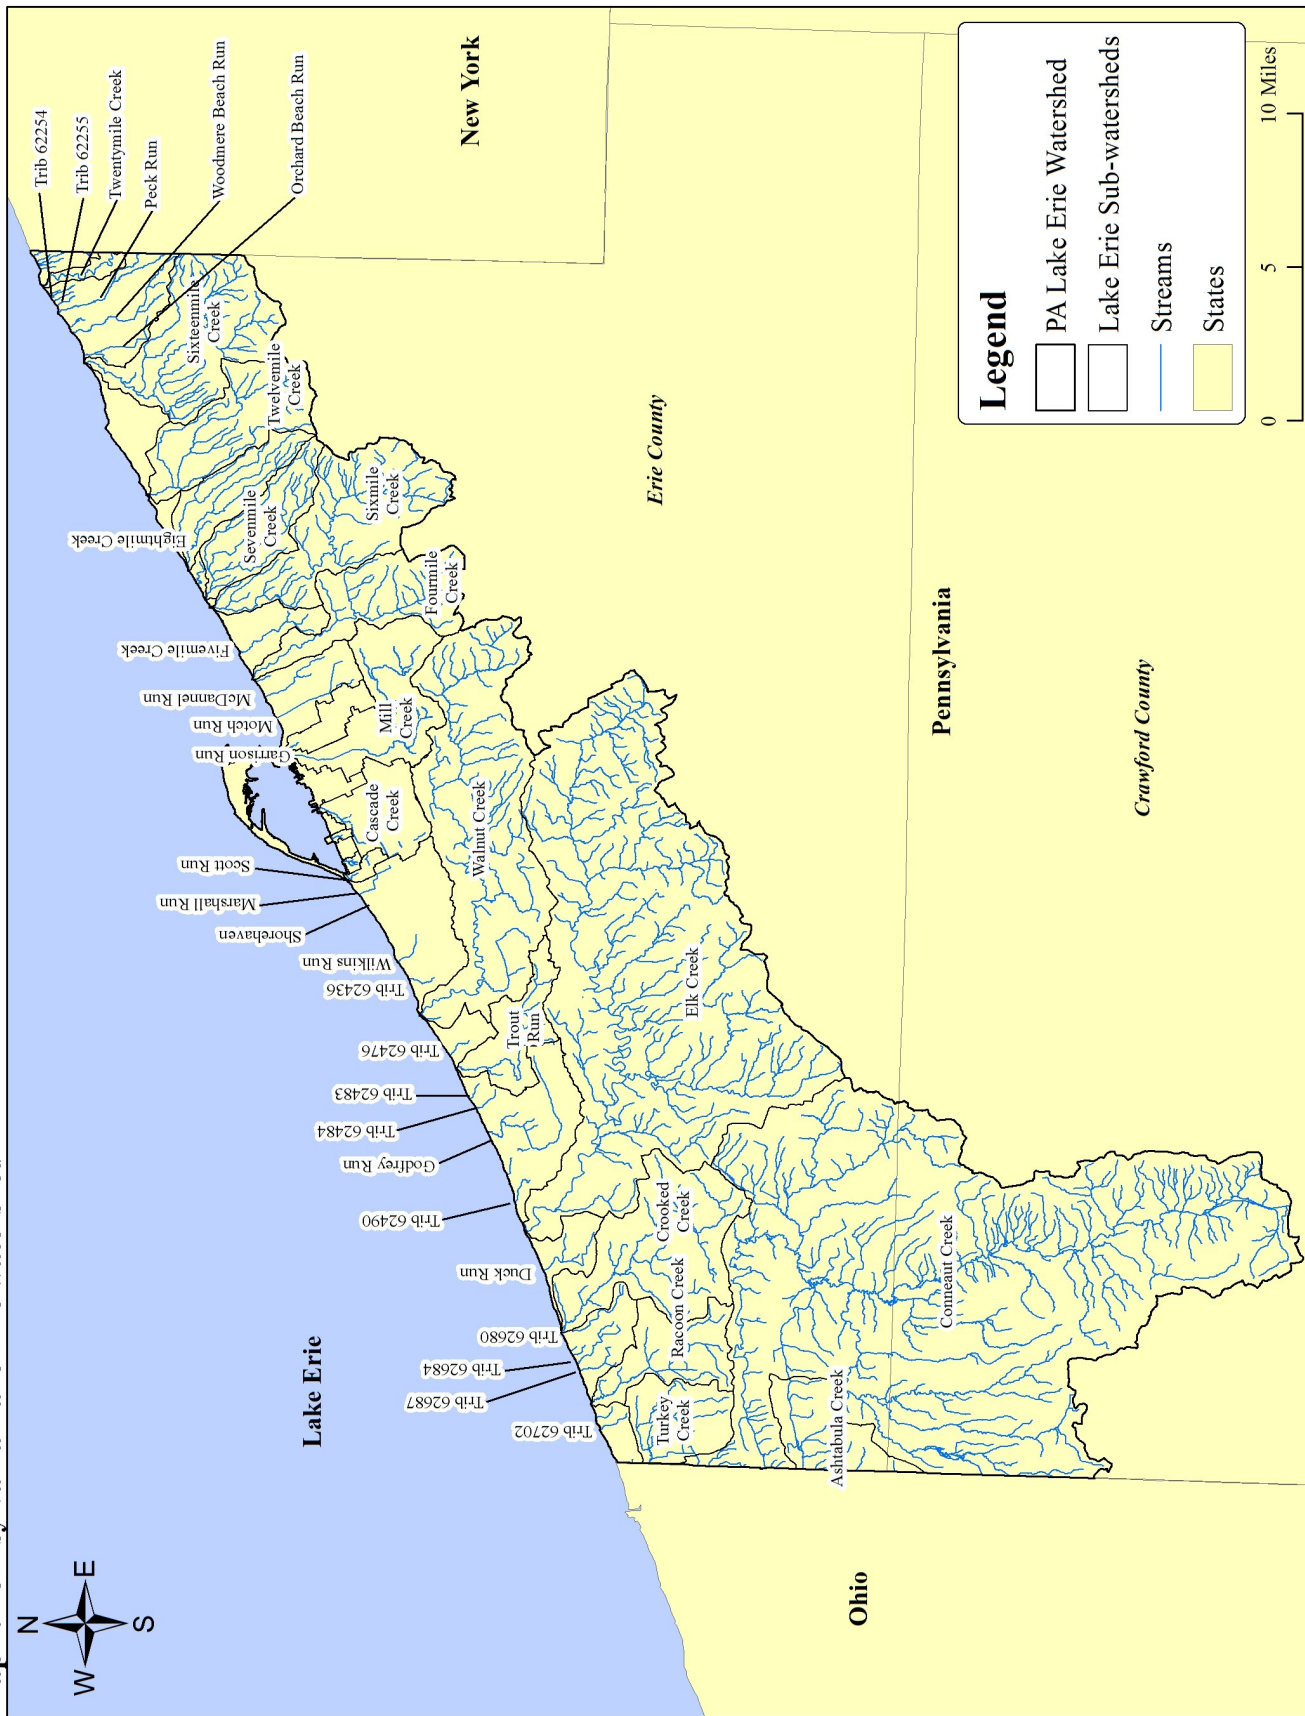 N
W
E
S
Lake Erie
New York
Ohio
Pennsylvania
Erie County
Crawford County
Trib 62254
Trib 62255
Twentymile Creek
Peck Run
Woodmere Beach Run
Orchard Beach Run
Sixteenmile
Creek
Twelvemile
Creek
Eightmile Creek
Sevenmile
Creek
Sixmile
Creek
Fivemile Creek
Fourmile
Creek
McDannel Run
Motch Run
Garrison Run
Mill
Creek
Cascade
Creek
Scott Run
Marshall Run
Shorehaven
Wilkins Run
Trib 62436
Walnut Creek
Trout
Run
Trib 62476
Trib 62483
Trib 62484
Godfrey Run
Trib 62490
Elk Creek
Duck Run
Crooked
Creek
Trib 62680
Trib 62684
Trib 62687
Racoon Creek
Trib 62702
Turkey
Creek
Conneaut Creek
Ashtabula Creek
Legend
PA Lake Erie Watershed
Lake Erie Sub-watersheds
Streams
States
0 5 10 Miles